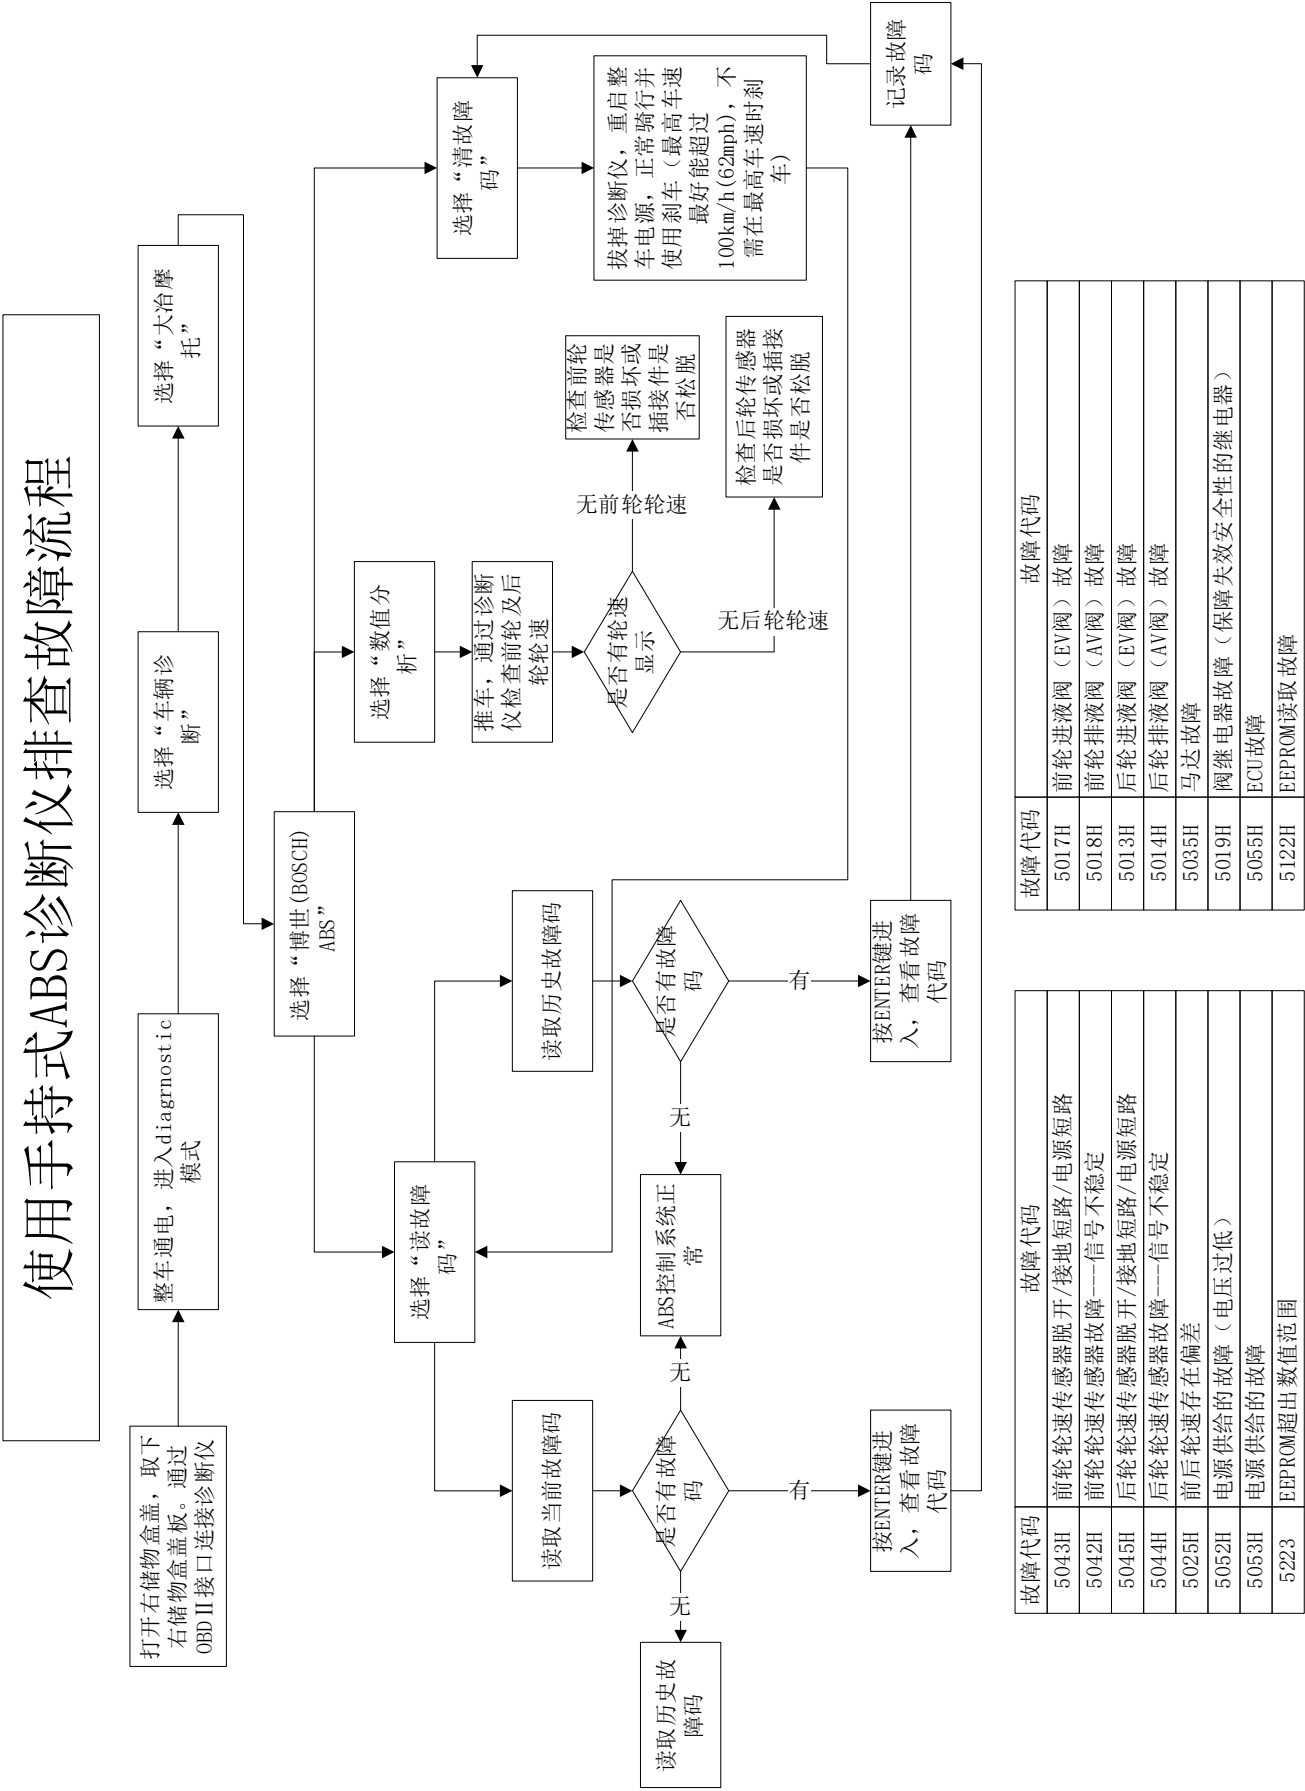 使用手持式ABS诊断仪排查故障流程
打开右储物盒盖，取下
右储物盒盖板。通过
OBDⅡ接口连接诊断仪
整车通电，进入diagrnostic
模式
选择“车辆诊
断”
选择“大冶摩
托”
选择“博世(BOSCH)
ABS”
选择“读故障
码”
选择“数值分
析”
选择“清故障
码”
读取当前故障码
读取历史故障码
推车，通过诊断
仪检查前轮及后
轮轮速
拔掉诊断仪，重启整
车电源，正常骑行并
使用刹车（最高车速
最好能超过
100km/h(62mph)，不
需在最高车速时刹
车）
是否有故障
码
是否有故障
码
是否有轮速
显示
无前轮轮速
检查前轮
传感器是
否损坏或
插接件是
否松脱
无后轮轮速
检查后轮传感器
是否损坏或插接
件是否松脱
无
读取历史故
障码
无
ABS控制系统正
常
无
有
按ENTER键进
入，查看故障
代码
有
按ENTER键进
入，查看故障
代码
记录故障
码
故障代码 故障代码
5043H 前轮轮速传感器脱开/接地短路/电源短路
5042H 前轮轮速传感器故障---信号不稳定
5045H 后轮轮速传感器脱开/接地短路/电源短路
5044H 后轮轮速传感器故障---信号不稳定
5025H 前后轮速存在偏差
5052H 电源供给的故障（电压过低）
5053H 电源供给的故障
5223 EEPROM超出数值范围
故障代码 故障代码
5017H 前轮进液阀（EV阀）故障
5018H 前轮排液阀（AV阀）故障
5013H 后轮进液阀（EV阀）故障
5014H 后轮排液阀（AV阀）故障
5035H 马达故障
5019H 阀继电器故障（保障失效安全性的继电器）
5055H ECU故障
5122H EEPROM读取故障